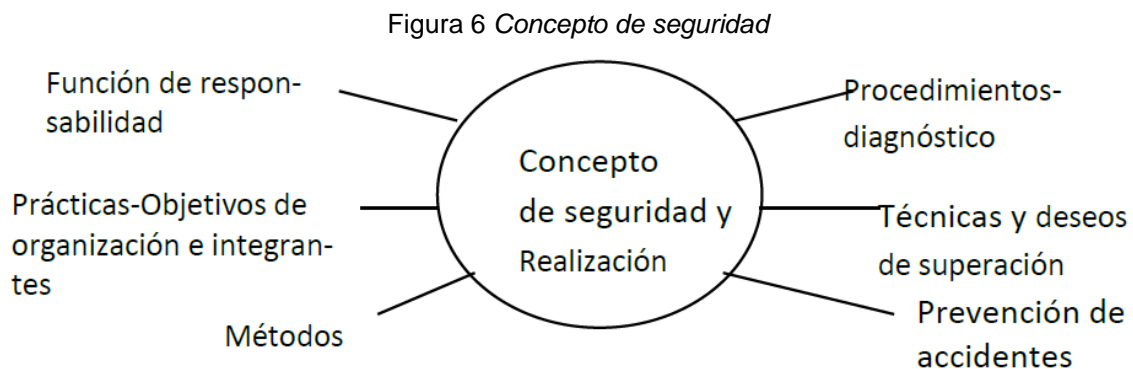 Figura 6 Concepto de seguridad
Función de respon-
sabilidad
Prácticas-Objetivos de
organización e integran-
tes
Métodos
Concepto
de seguridad y
Realización
Procedimientos-
diagnóstico
Técnicas y deseos
de superación
Prevención de
accidentes